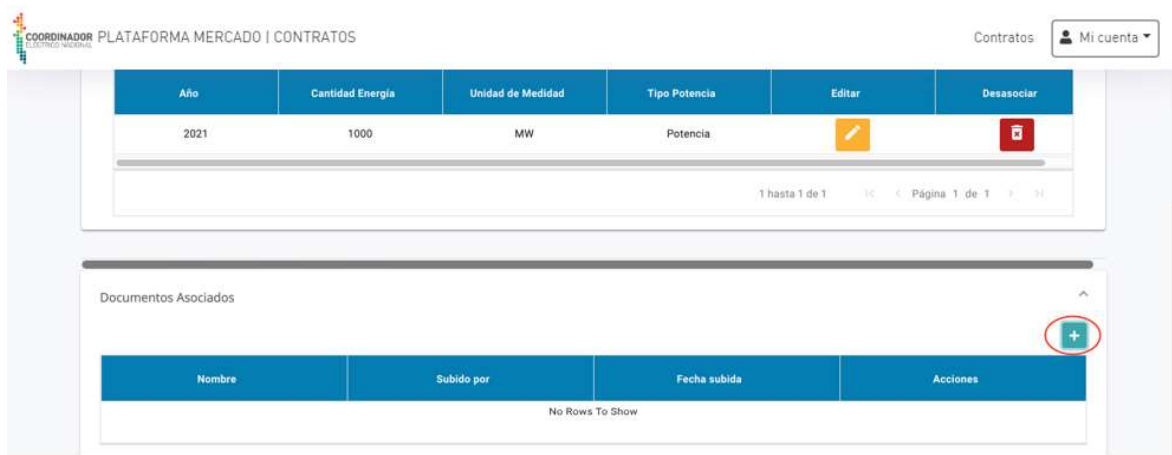 COORDINADOR
ELÉCTRICO NACIONAL
PLATAFORMA MERCADO | CONTRATOS
Contratos
Mi cuenta
Año Cantidad Energía Unidad de Medidad Tipo Potencia Editar Desasociar
2021 1000 MW Potencia
1 hasta 1 de 1 Página 1 de 1
Documentos Asociados
+
Nombre Subido por Fecha subida Acciones
No Rows To Show